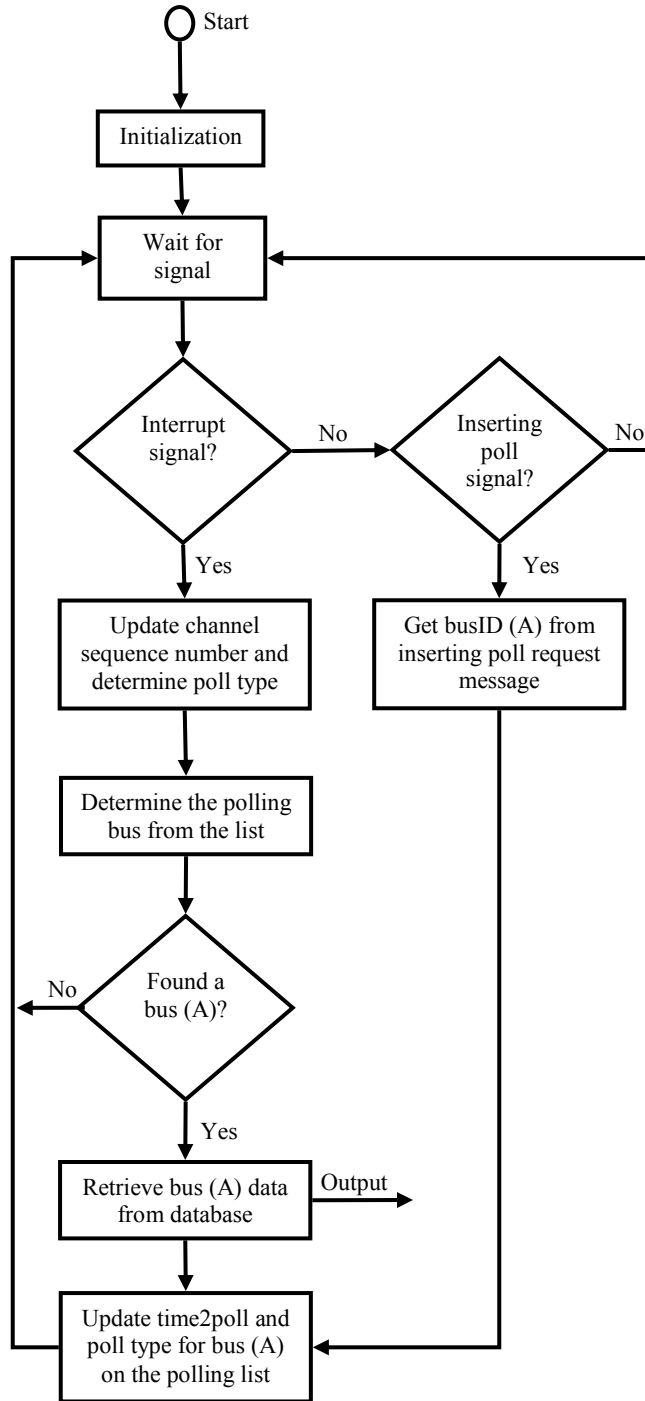 Start
Initialization
Wait for
signal
Interrupt
signal?
No
Inserting
poll
signal?
No
Yes
Yes
Update channel
sequence number and
determine poll type
Get busID (A) from
inserting poll request
message
Determine the polling
bus from the list
Found a
bus (A)?
No
Yes
Retrieve bus (A) data
from database
Output
Update time2poll and
poll type for bus (A)
on the polling list